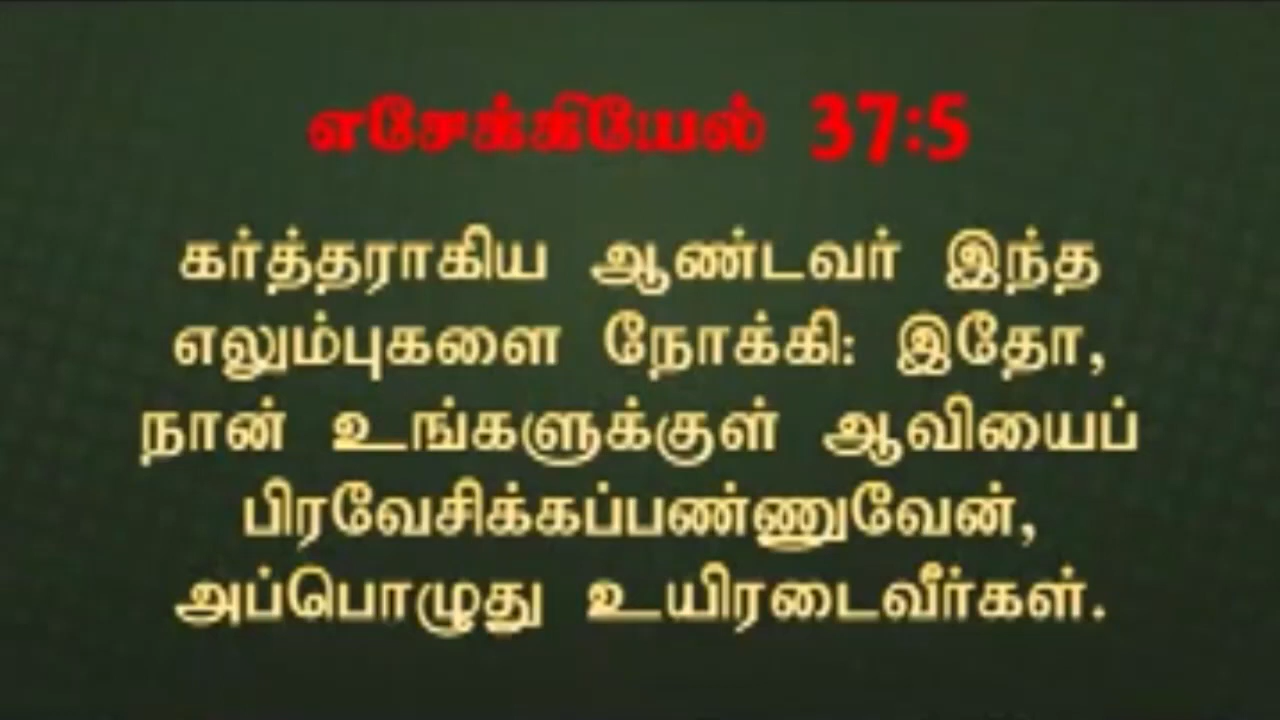 எசேக்கியேல் 37:5
கர்த்தராகிய ஆண்டவர் இந்த
எலும்புகளை நோக்கி: இதோ,
நான் உங்களுக்குள் ஆவியைப்
பிரவேசிக்கப்பண்ணுவேன்,
அப்பொழுது உயிரடைவீர்கள்.